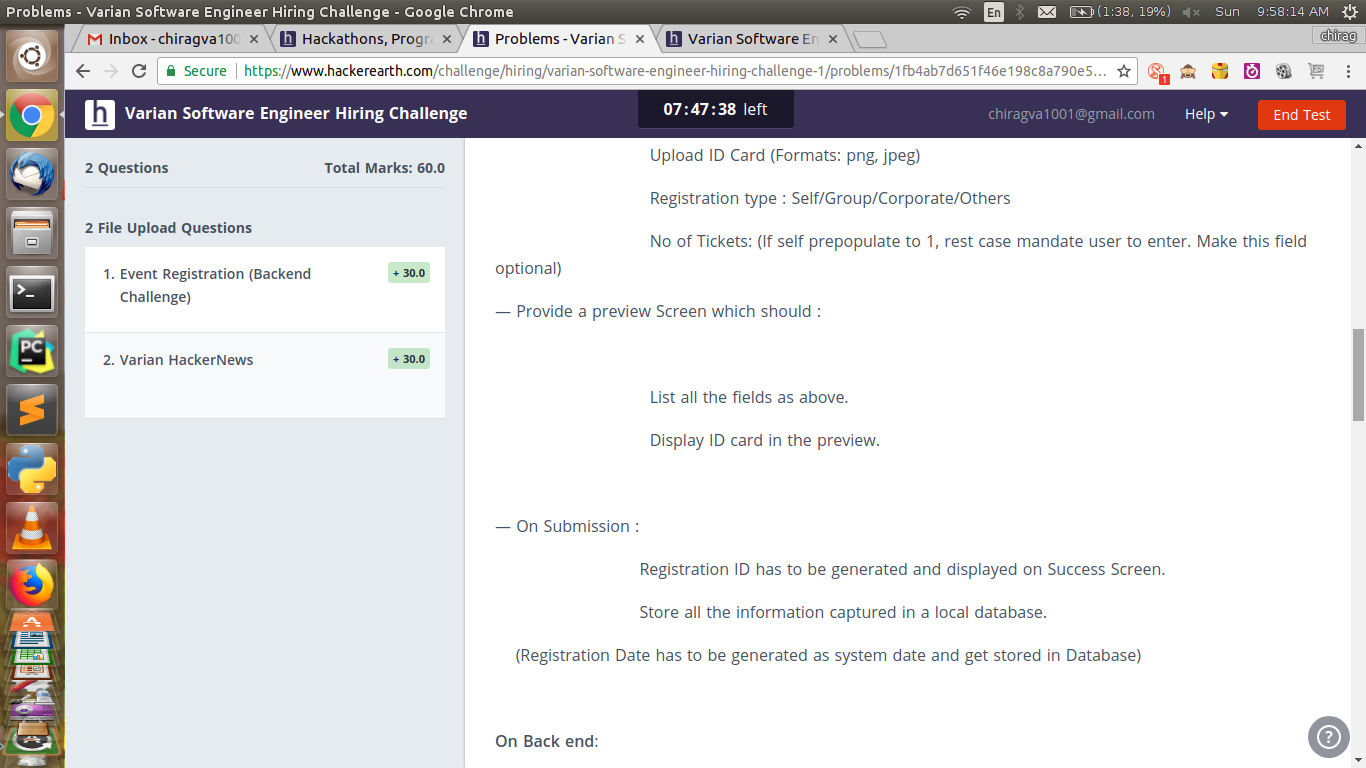 Problems - Varian Software Engineer Hiring Challenge - Google Chrome
En
(1:38, 19%)
Sun
9:58:14 AM
Inbox - chiragva100
Hackathons, Progra
Problems - Varian S
Varian Software En
chirag
Secure
https://www.hackerearth.com/challenge/hiring/varian-software-engineer-hiring-challenge-1/problems/1fb4ab7d651f46e198c8a790e5...
1
h
Varian Software Engineer Hiring Challenge
07:47:38 left
chiragva1001@gmail.com
Help
End Test
2 Questions
Total Marks: 60.0
2 File Upload Questions
1. Event Registration (Backend
Challenge)
+ 30.0
2. Varian HackerNews
+ 30.0
Upload ID Card (Formats: png, jpeg)
Registration type : Self/Group/Corporate/Others
No of Tickets: (If self prepopulate to 1, rest case mandate user to enter. Make this field
optional)
— Provide a preview Screen which should :
List all the fields as above.
Display ID card in the preview.
— On Submission :
Registration ID has to be generated and displayed on Success Screen.
Store all the information captured in a local database.
(Registration Date has to be generated as system date and get stored in Database)
On Back end:
PC
?